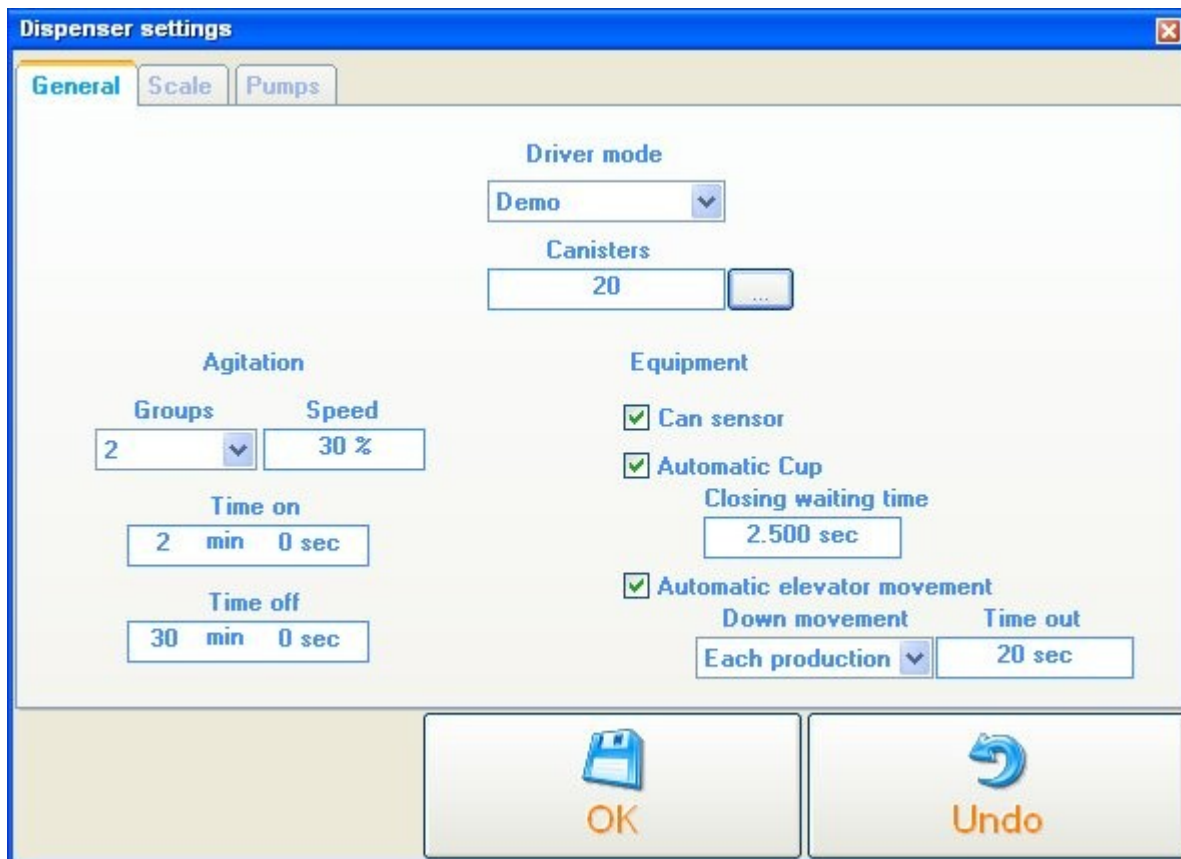 Dispenser settings
General Scale Pumps
Driver mode
Demo
Canisters
20 ...
Agitation
Groups Speed
2 30 %
Time on
2 min 0 sec
Time off
30 min 0 sec
Equipment
Can sensor
Automatic Cup
Closing waiting time
2.500 sec
Automatic elevator movement
Down movement Time out
Each production 20 sec
OK Undo